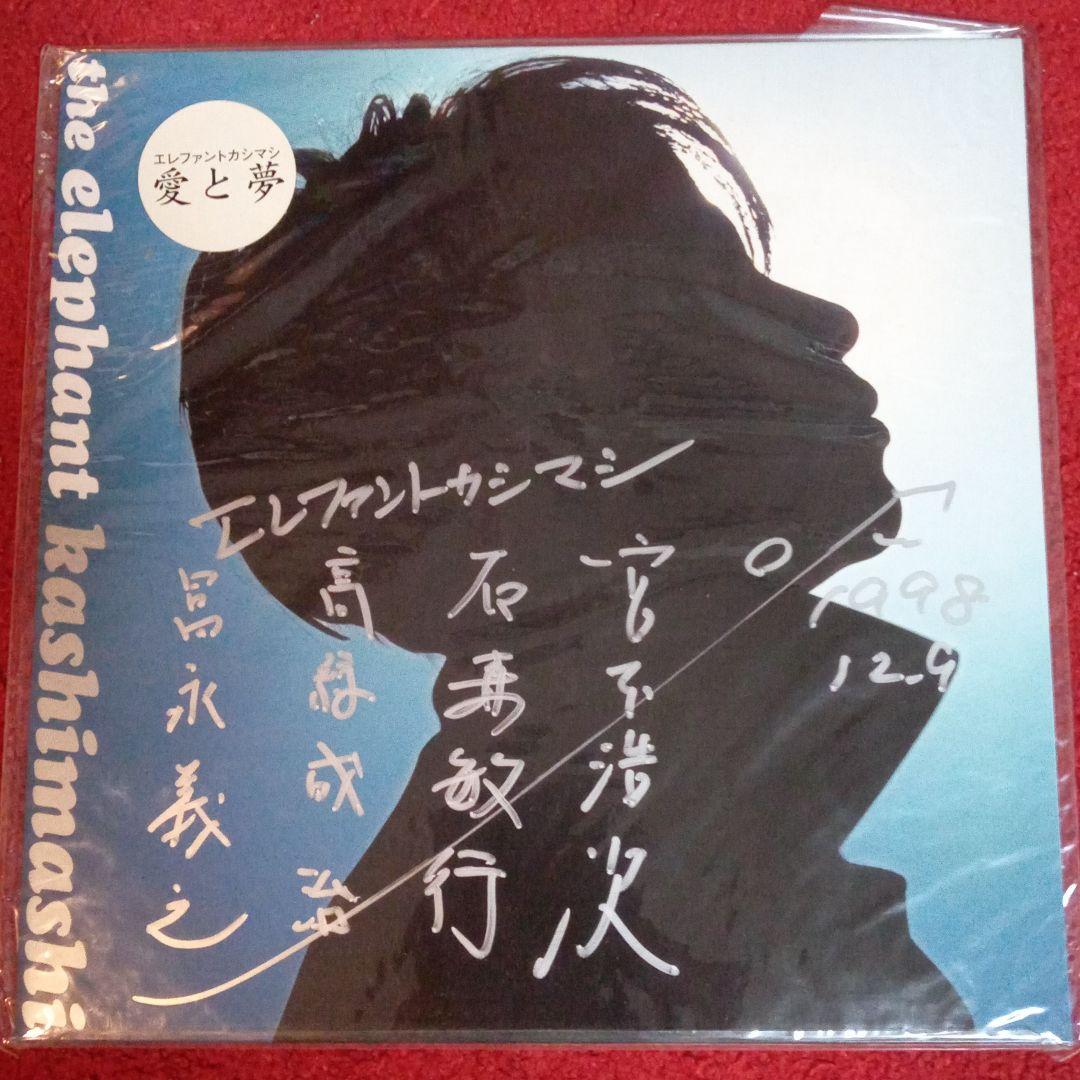 the elephant kashimashi
エレファントカシマシ
愛と夢
エレファントカシマシ
宮本浩次
石森敏行
高緑成治
冨永義之
1998
12.9